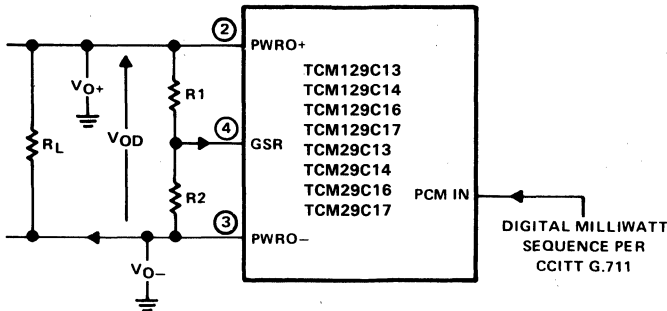 2
PWRO+
VO+
R1
TCM129C13
TCM129C14
TCM129C16
TCM129C17
TCM29C13
TCM29C14
TCM29C16
TCM29C17
RL
VOD
4
GSR
R2
PCM IN
3
PWRO−
VO−
DIGITAL MILLIWATT
SEQUENCE PER
CCITT G.711